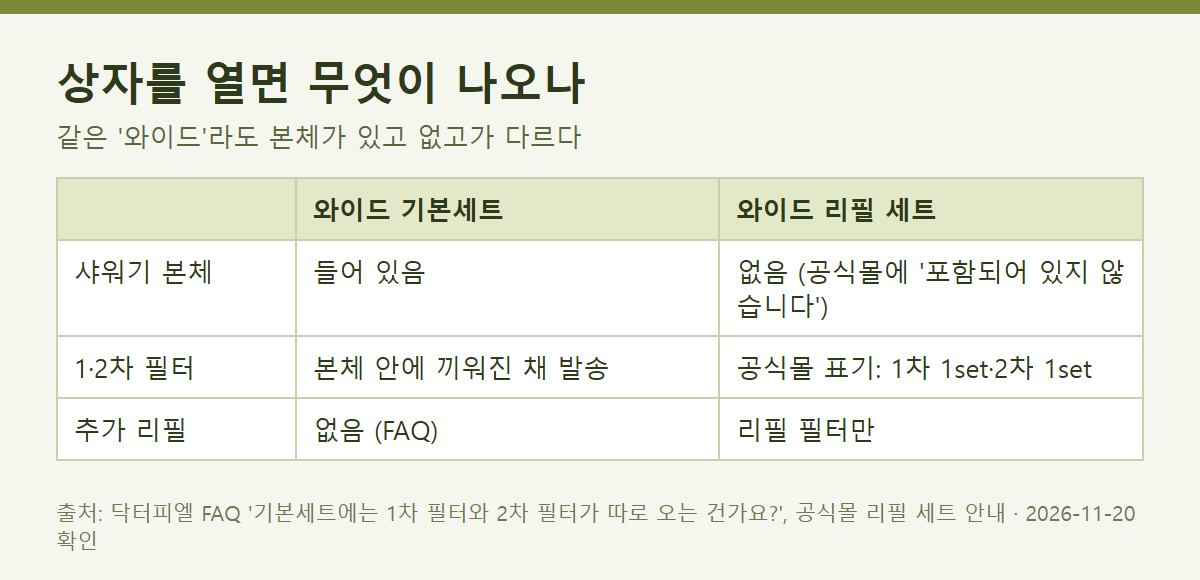 상자를 열면 무엇이 나오나
같은 '와이드'라도 본체가 있고 없고가 다르다
와이드 기본세트
와이드 리필 세트
샤워기 본체
들어 있음
없음 (공식몰에 '포함되어 있지 않
습니다')
1·2차 필터
본체 안에 끼워진 채 발송
공식몰 표기: 1차 1set·2차 1set
추가 리필
없음 (FAQ)
리필 필터만
출처: 닥터피엘 FAQ '기본세트에는 1차 필터와 2차 필터가 따로 오는 건가요?', 공식몰 리필 세트 안내 · 2026-11-20
확인